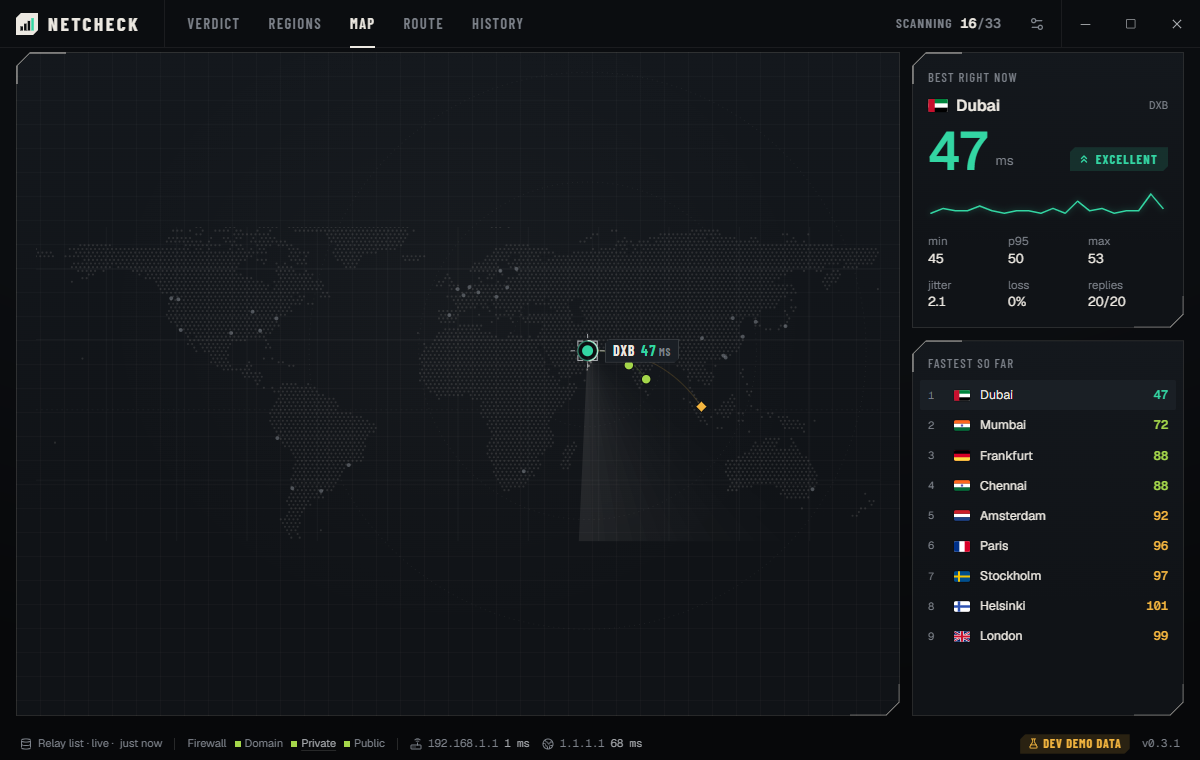 NETCHECK VERDICT REGIONS MAP ROUTE HISTORY SCANNING 16/33
DXB 47 MS
BEST RIGHT NOW
Dubai DXB
47 ms EXCELLENT
min p95 max
45 50 53
jitter loss replies
2.1 0% 20/20
FASTEST SO FAR
1 Dubai 47
2 Mumbai 72
3 Frankfurt 88
4 Chennai 88
5 Amsterdam 92
6 Paris 96
7 Stockholm 97
8 Helsinki 101
9 London 99
Relay list · live · just now Firewall Domain Private Public 192.168.1.1 1 ms 1.1.1.1 68 ms DEV DEMO DATA v0.3.1